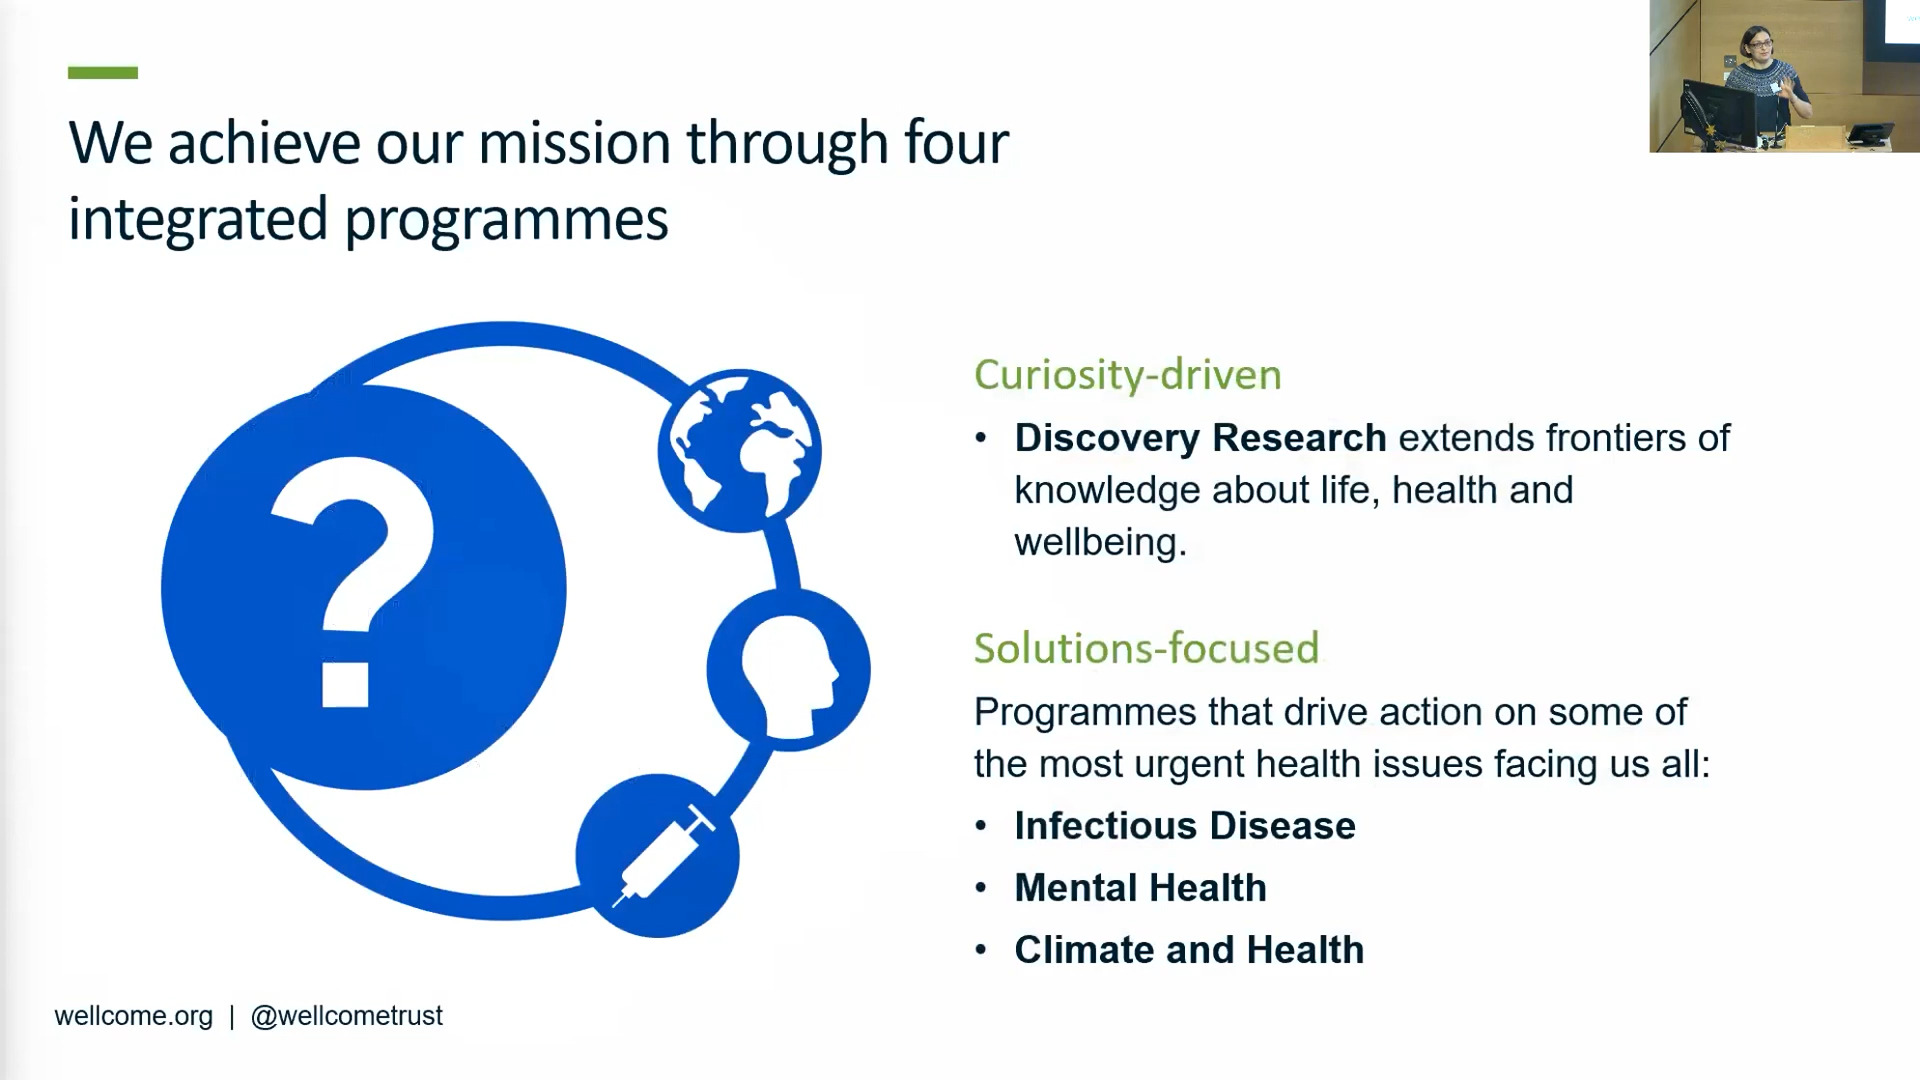 We achieve our mission through four
integrated programmes
?
Curiosity-driven
• Discovery Research extends frontiers of
knowledge about life, health and
wellbeing.
Solutions-focused
Programmes that drive action on some of
the most urgent health issues facing us all:
• Infectious Disease
• Mental Health
• Climate and Health
wellcome.org | @wellcometrust